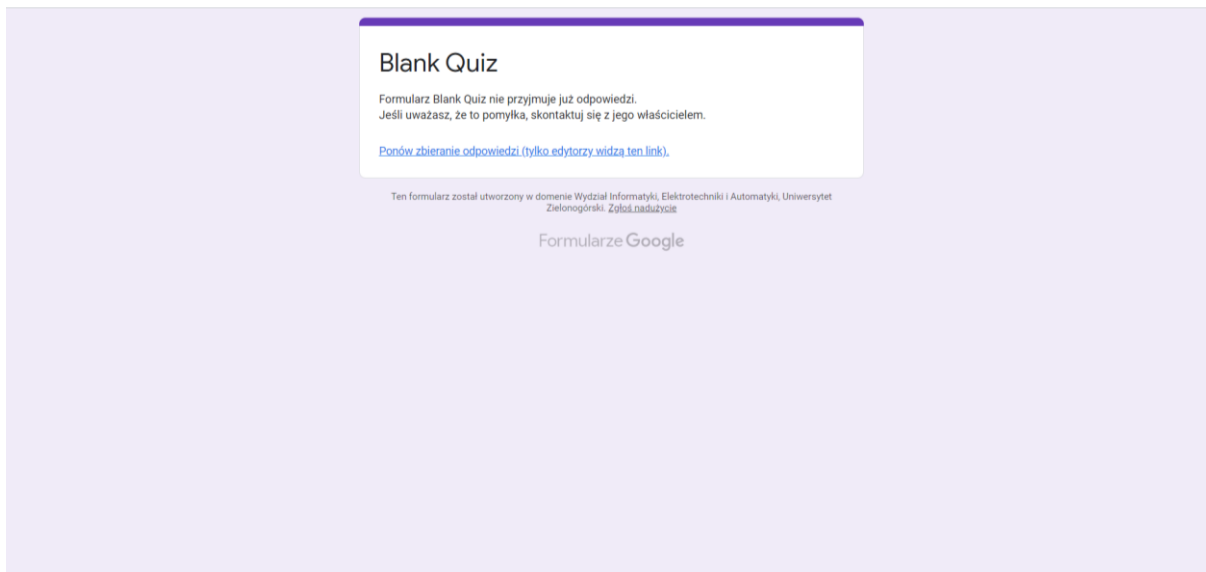 Blank Quiz
Formularz Blank Quiz nie przyjmuje już odpowiedzi.
Jeśli uważasz, że to pomyłka, skontaktuj się z jego właścicielem.
Ponów zbieranie odpowiedzi (tylko edytorzy widzą ten link).
Ten formularz został utworzony w domenie Wydział Informatyki, Elektrotechniki i Automatyki, Uniwersytet
Zielonogórski. Zgłoś nadużycie
Formularze Google